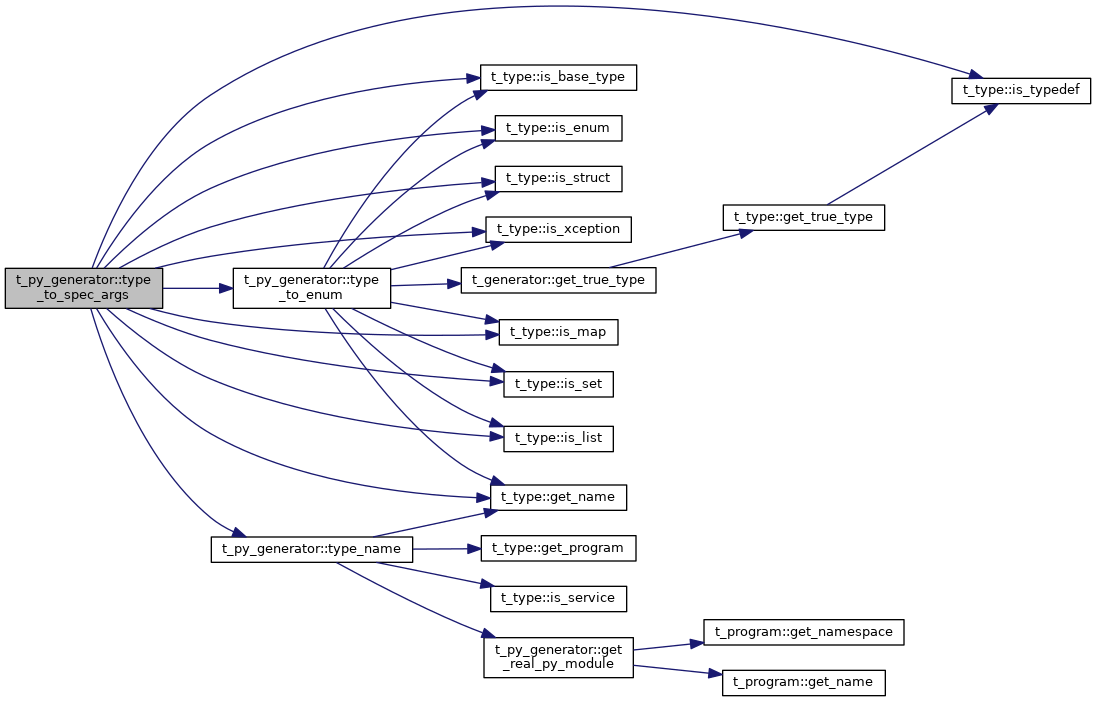 t_py_generator::type
_to_spec_args
t_py_generator::type
_to_enum
t_type::is_base_type
t_type::is_enum
t_type::is_struct
t_type::is_xception
t_generator::get_true_type
t_type::is_map
t_type::is_set
t_type::is_list
t_type::get_name
t_py_generator::type_name
t_type::get_program
t_type::is_service
t_py_generator::get
_real_py_module
t_type::is_typedef
t_type::get_true_type
t_program::get_namespace
t_program::get_name